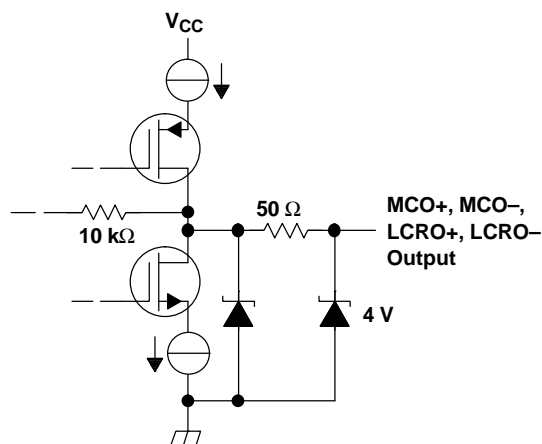 VCC
50 Ω
10 kΩ
MCO+, MCO–,
LCRO+, LCRO–
Output
4 V